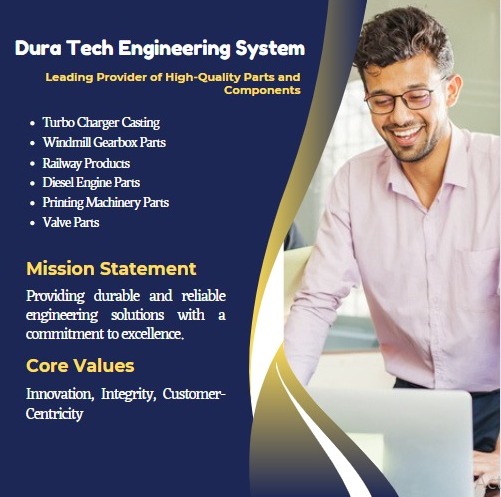 Dura Tech Engineering System
Leading Provider of High-Quality Parts and
Components
Turbo Charger Casting
Windmill Gearbox Parts
Railway Products
Diesel Engine Parts
Printing Machinery Parts
Valve Parts
Mission Statement
Providing durable and reliable
engineering solutions with a
commitment to excellence.
Core Values
Innovation, Integrity, Customer-
Centricity